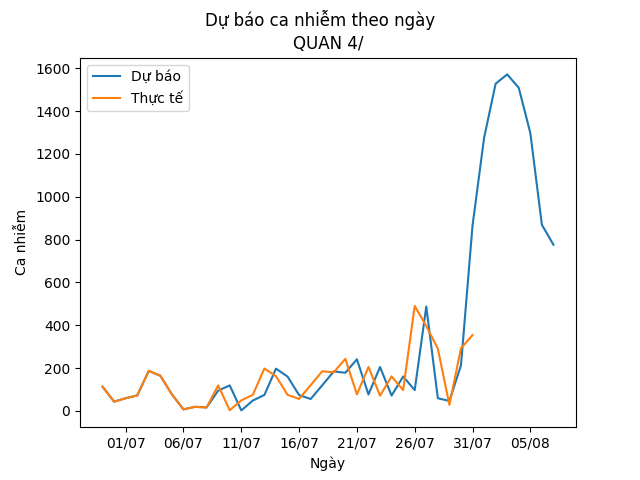 Dự báo ca nhiễm theo ngày
QUAN 4/
Dự báo
Thực tế
1600
1400
1200
1000
800
600
400
200
0
Ca nhiễm
01/07 06/07 11/07 16/07 21/07 26/07 31/07 05/08
Ngày